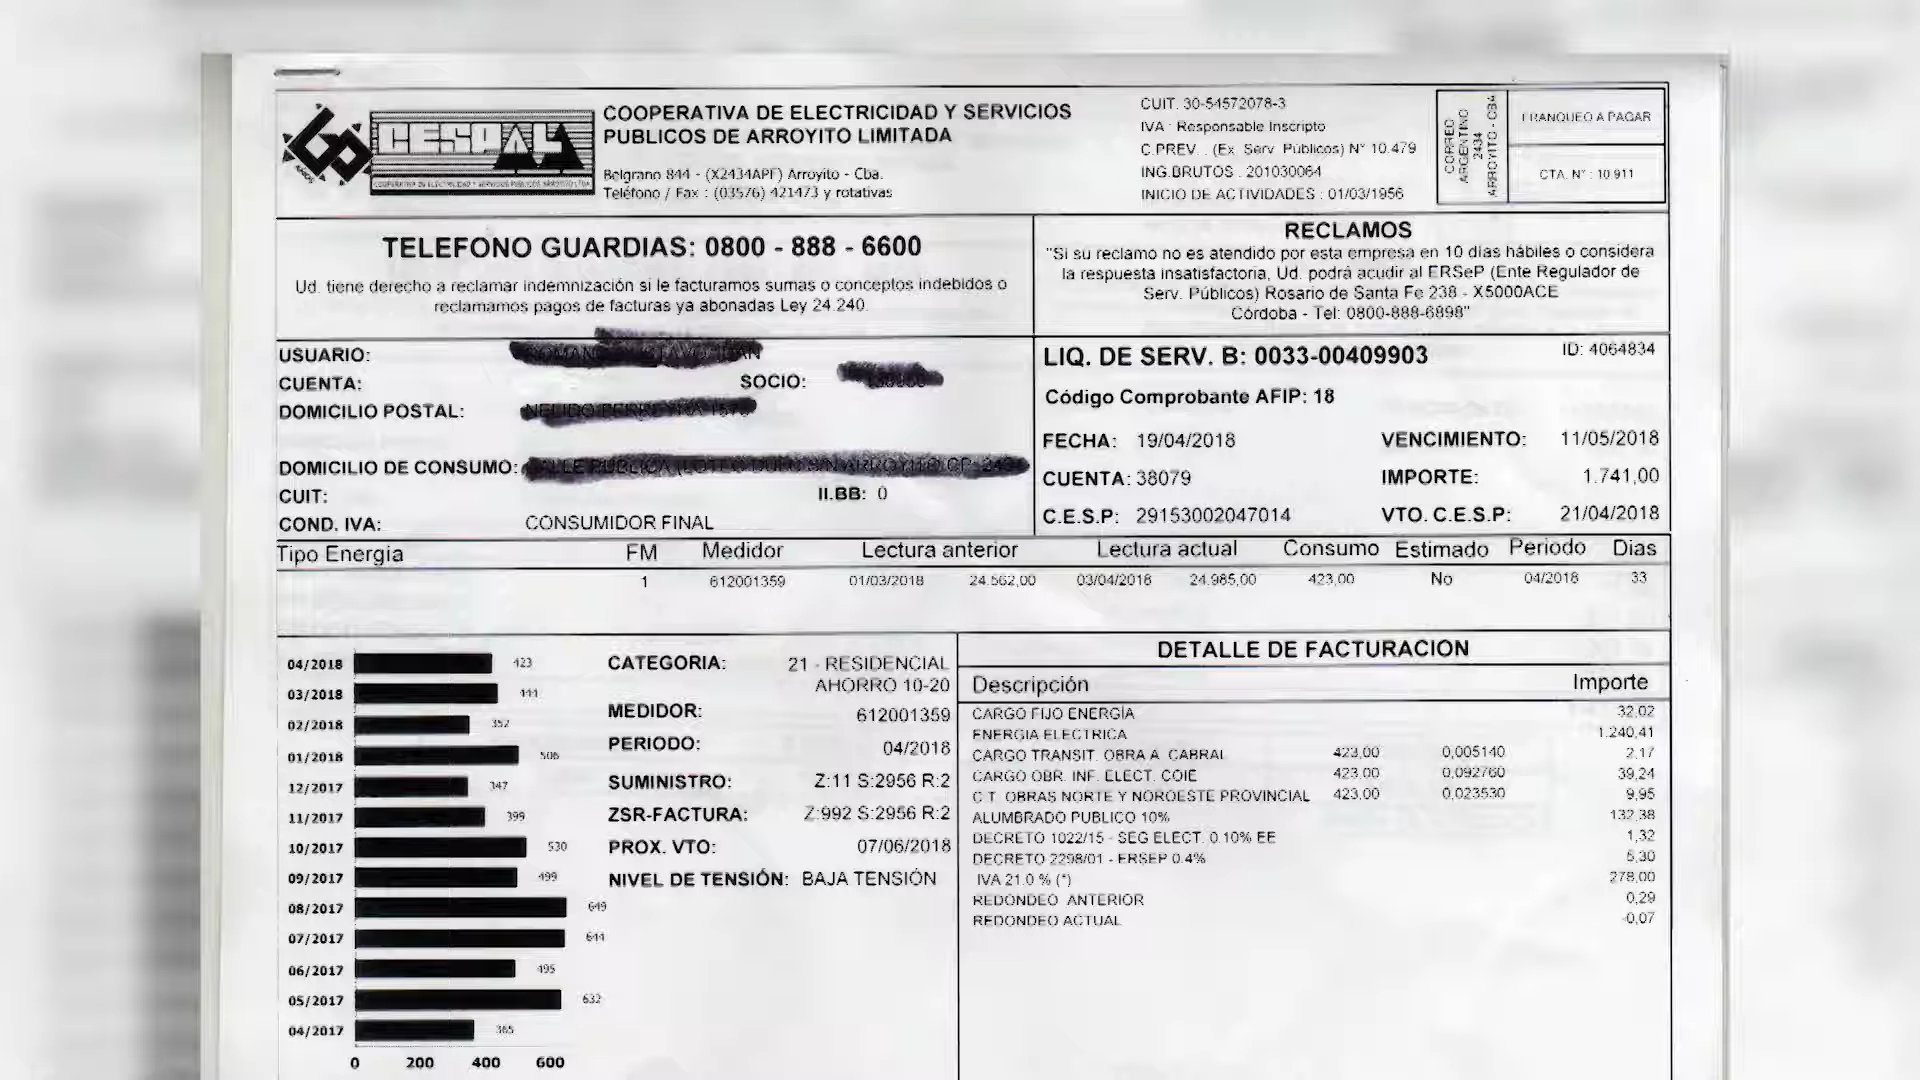 CESPAL
COOPERATIVA DE ELECTRICIDAD Y SERVICIOS
PUBLICOS DE ARROYITO LIMITADA
Belgrano 844 - (X2434APF) Arroyito - Cba.
Teléfono / Fax : (03576) 421473 y rotativas
CUIT. 30-54572078-3
IVA : Responsable Inscripto
C.PREV. . (Ex. Serv. Públicos) N° 10.479
ING.BRUTOS . 201030064
INICIO DE ACTIVIDADES : 01/03/1956
CORREO
ARGENTINO
2434
ARROYITO - CBA
FRANQUEO A PAGAR
CTA. N° : 10.911
TELEFONO GUARDIAS: 0800 - 888 - 6600
Ud. tiene derecho a reclamar indemnización si le facturamos sumas o conceptos indebidos o
reclamamos pagos de facturas ya abonadas Ley 24.240.
RECLAMOS
"Si su reclamo no es atendido por esta empresa en 10 días hábiles o considera
la respuesta insatisfactoria, Ud. podrá acudir al ERSeP (Ente Regulador de
Serv. Públicos) Rosario de Santa Fe 238 - X5000ACE
Córdoba - Tel: 0800-888-6898"
USUARIO:
CUENTA: SOCIO:
DOMICILIO POSTAL:
DOMICILIO DE CONSUMO:
CUIT: II.BB: 0
COND. IVA: CONSUMIDOR FINAL
LIQ. DE SERV. B: 0033-00409903 ID: 4064834
Código Comprobante AFIP: 18
FECHA: 19/04/2018 VENCIMIENTO: 11/05/2018
CUENTA: 38079 IMPORTE: 1.741,00
C.E.S.P: 29153002047014 VTO. C.E.S.P: 21/04/2018
Tipo Energía FM Medidor Lectura anterior Lectura actual Consumo Estimado Periodo Dias
1 612001359 01/03/2018 24.562,00 03/04/2018 24.985,00 423,00 No 04/2018 33
04/2018 423
03/2018 444
02/2018 352
01/2018 506
12/2017 347
11/2017 399
10/2017 530
09/2017 499
08/2017 649
07/2017 644
06/2017 495
05/2017 632
04/2017 365
0 200 400 600
CATEGORIA: 21 - RESIDENCIAL
AHORRO 10-20
MEDIDOR: 612001359
PERIODO: 04/2018
SUMINISTRO: Z:11 S:2956 R:2
ZSR-FACTURA: Z:992 S:2956 R:2
PROX. VTO: 07/06/2018
NIVEL DE TENSIÓN: BAJA TENSIÓN
DETALLE DE FACTURACION
Descripción Importe
CARGO FIJO ENERGÍA 32,02
ENERGIA ELECTRICA 1.240,41
CARGO TRANSIT. OBRA A. CABRAL 423,00 0,005140 2,17
CARGO OBR. INF. ELECT. COIE 423,00 0,092760 39,24
C.T. OBRAS NORTE Y NOROESTE PROVINCIAL 423,00 0,023530 9,95
ALUMBRADO PUBLICO 10% 132,38
DECRETO 1022/15 - SEG ELECT. 0.10% EE 1,32
DECRETO 2298/01 - ERSEP 0.4% 5,30
IVA 21.0 % (*) 278,00
REDONDEO ANTERIOR 0,29
REDONDEO ACTUAL -0,07